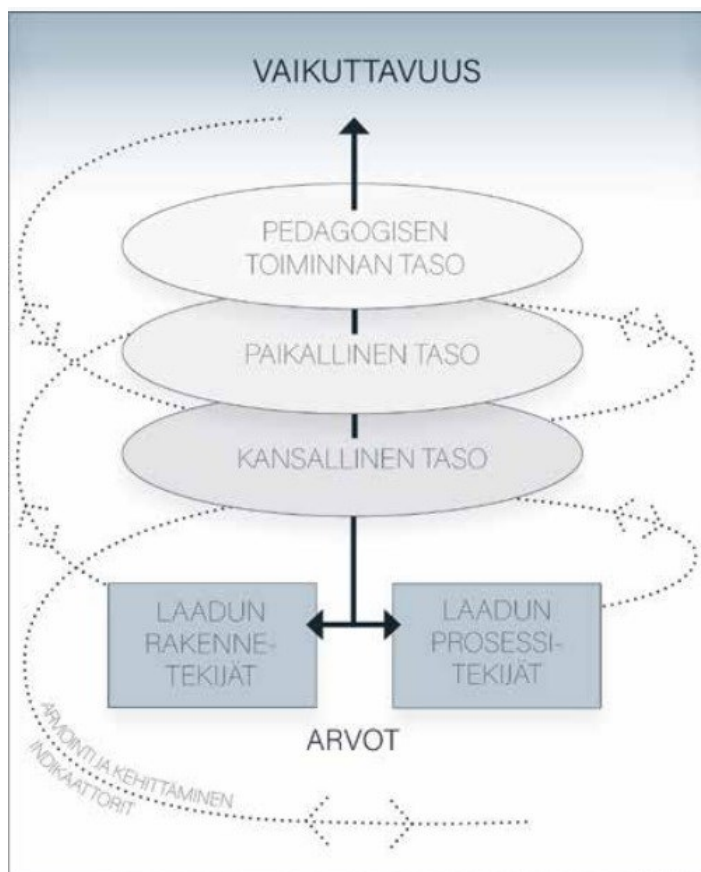 VAIKUTTAVUUS
PEDAGOGISEN
TOIMINNAN TASO
PAIKALLINEN TASO
KANSALLINEN TASO
LAADUN
RAKENNE-
TEKIJÄT
LAADUN
PROSESSI-
TEKIJÄT
ARVOT
ARVIOINTI JA KEHITTÄMINEN
INDIKAATTORIT